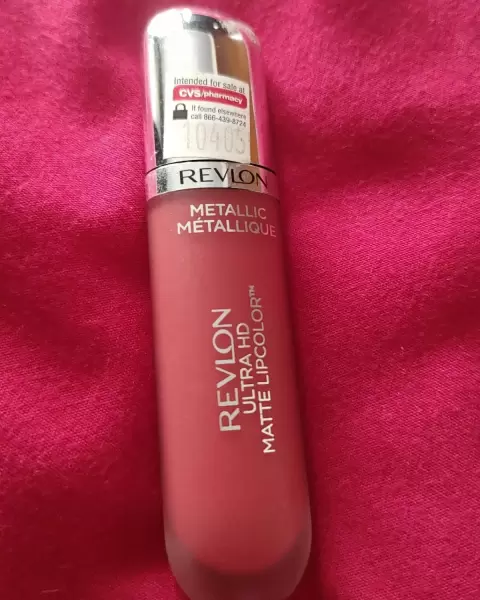 Intended for sale at
CVS/pharmacy
If found elsewhere
call 866-439-8724
10405
REVLON
METALLIC
MÉTALLIQUE
REVLON
ULTRA HD
MATTE LIPCOLOR™